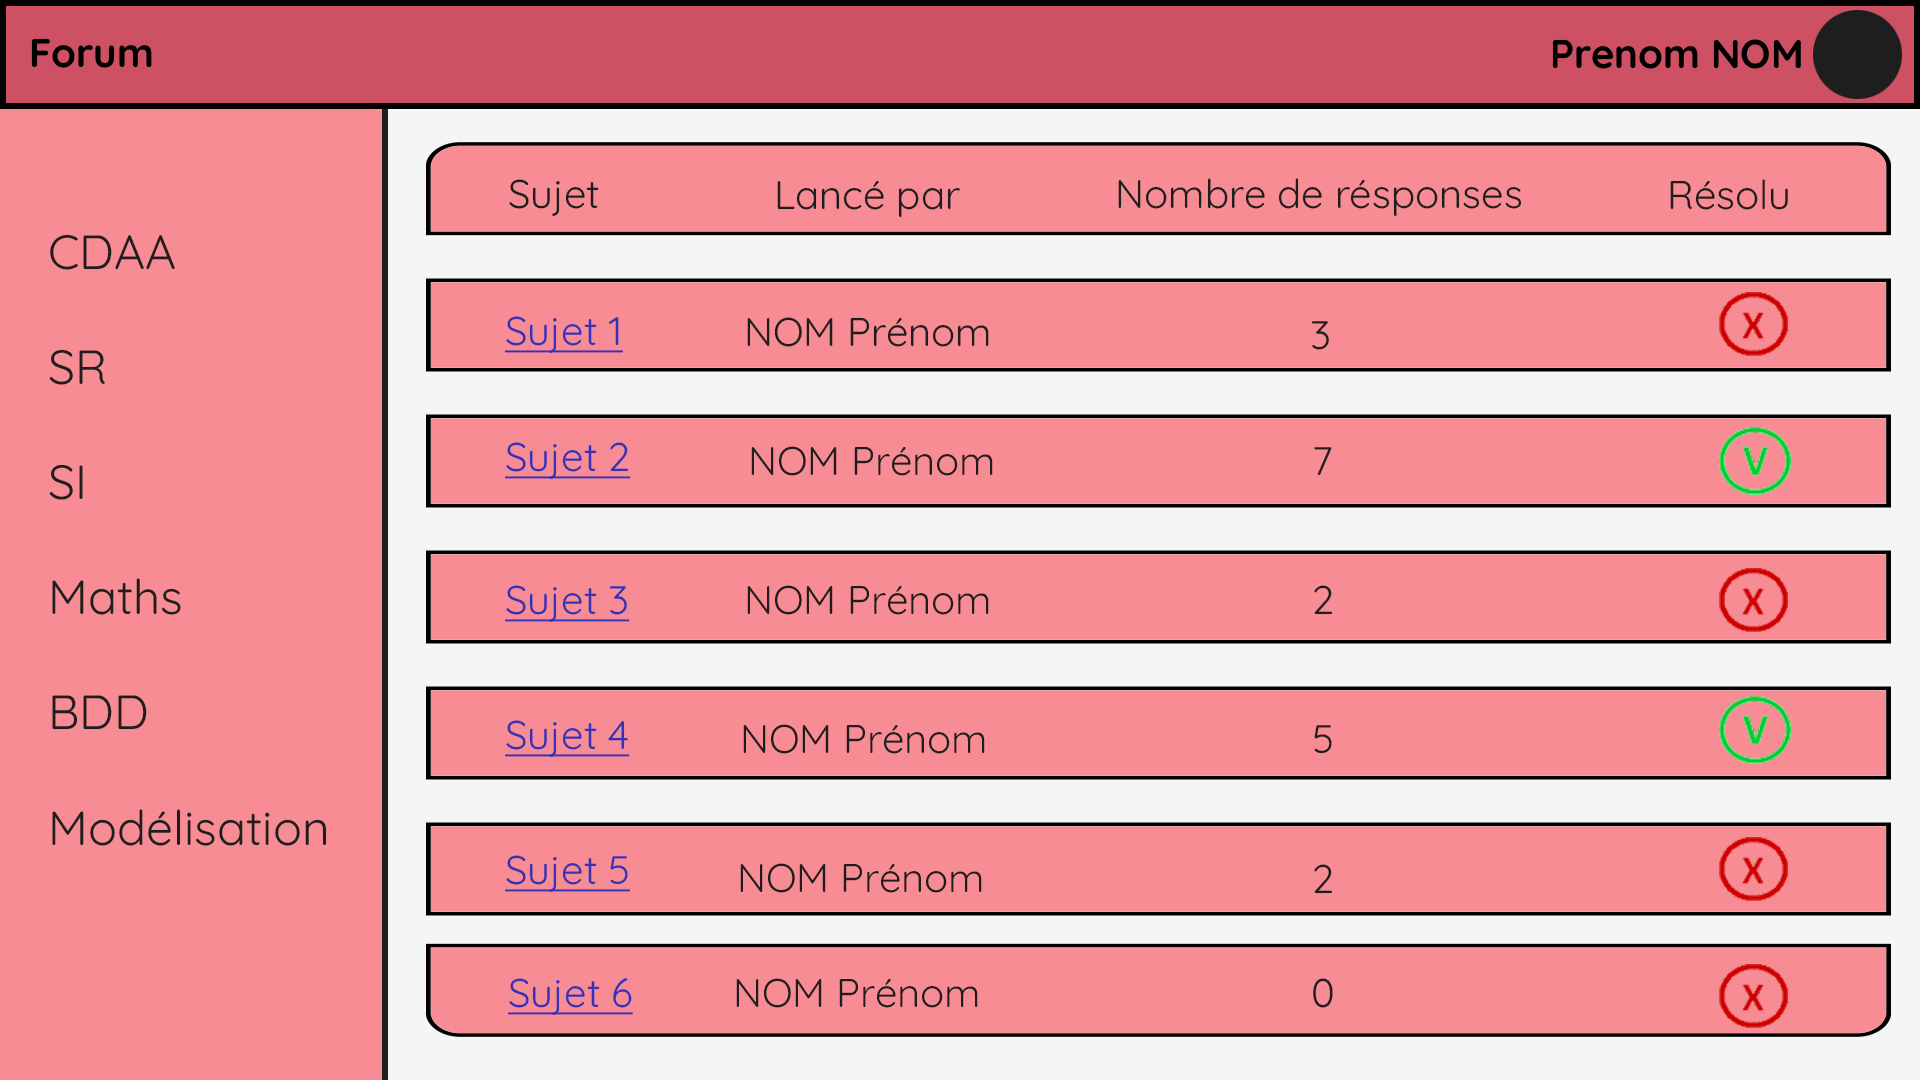 Forum
Prenom NOM
CDAA
SR
SI
Maths
BDD
Modélisation
Sujet Lancé par Nombre de résponses Résolu
Sujet 1 NOM Prénom 3 X
Sujet 2 NOM Prénom 7 V
Sujet 3 NOM Prénom 2 X
Sujet 4 NOM Prénom 5 V
Sujet 5 NOM Prénom 2 X
Sujet 6 NOM Prénom 0 X